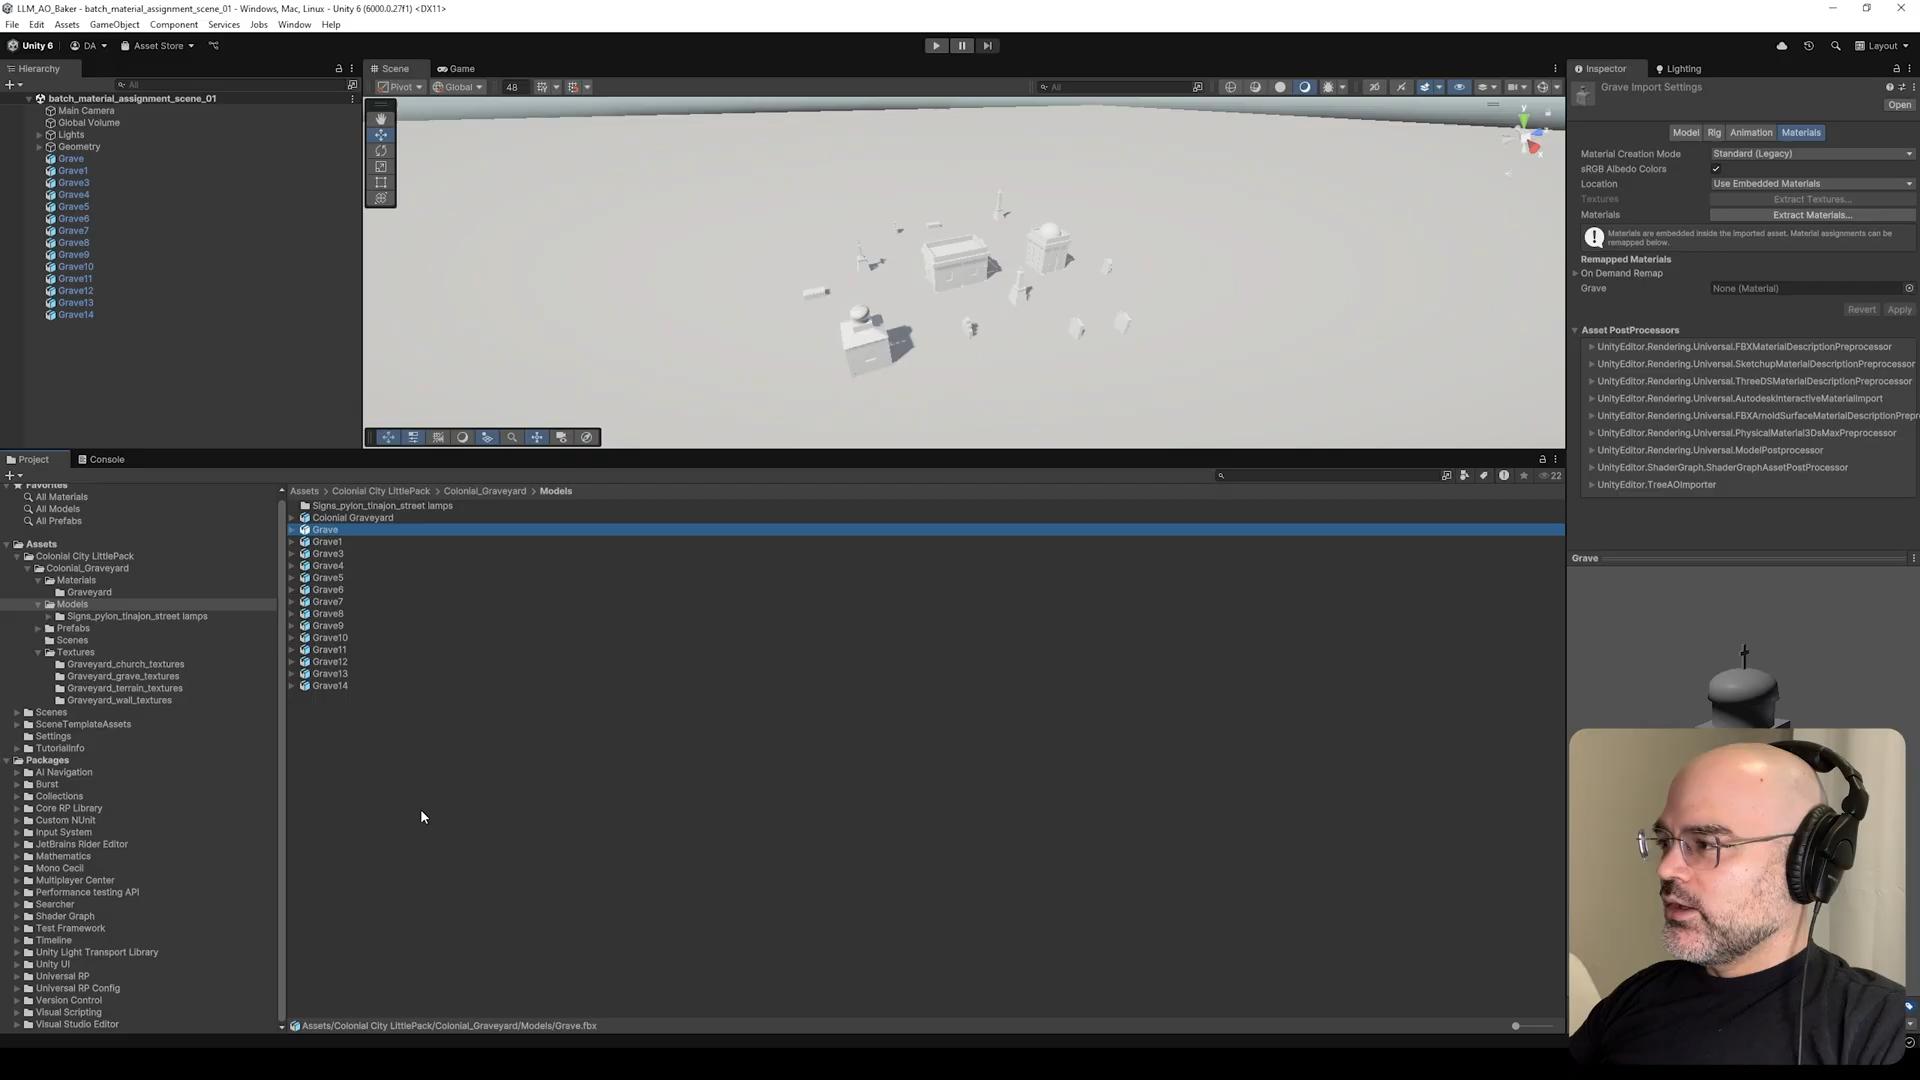 LLM_AO_Baker - batch_material_assignment_scene_01 - Windows, Mac, Linux - Unity 6 (6000.0.27f1) <DX11>
File Edit Assets GameObject Component Services Jobs Window Help
Unity 6 DA Asset Store Layout
Hierarchy
All
batch_material_assignment_scene_01
Main Camera
Global Volume
Lights
Geometry
Grave
Grave1
Grave3
Grave4
Grave5
Grave6
Grave7
Grave8
Grave9
Grave10
Grave11
Grave12
Grave13
Grave14
Scene Game
Pivot Global 48 All
y
x
Inspector Lighting
Grave Import Settings
Open
Model Rig Animation Materials
Material Creation Mode Standard (Legacy)
sRGB Albedo Colors
Location Use Embedded Materials
Textures Extract Textures...
Materials Extract Materials...
Materials are embedded inside the imported asset. Material assignments can be
remapped below.
Remapped Materials
On Demand Remap
Grave None (Material)
Revert Apply
Asset PostProcessors
UnityEditor.Rendering.Universal.FBXMaterialDescriptionPreprocessor
UnityEditor.Rendering.Universal.SketchupMaterialDescriptionPreprocessor
UnityEditor.Rendering.Universal.ThreeDSMaterialDescriptionPreprocessor
UnityEditor.Rendering.Universal.AutodeskInteractiveMaterialImport
UnityEditor.Rendering.Universal.FBXArnoldSurfaceMaterialDescriptionPrepr
UnityEditor.Rendering.Universal.PhysicalMaterial3DsMaxPreprocessor
UnityEditor.Rendering.Universal.ModelPostprocessor
UnityEditor.ShaderGraph.ShaderGraphAssetPostProcessor
UnityEditor.TreeAOImporter
Grave
Project Console
22
Favorites
All Materials
All Models
All Prefabs
Assets
Colonial City LittlePack
Colonial_Graveyard
Materials
Graveyard
Models
Signs_pylon_tinajon_street lamps
Prefabs
Scenes
Textures
Graveyard_church_textures
Graveyard_grave_textures
Graveyard_terrain_textures
Graveyard_wall_textures
Scenes
SceneTemplateAssets
Settings
TutorialInfo
Packages
AI Navigation
Burst
Collections
Core RP Library
Custom NUnit
Input System
JetBrains Rider Editor
Mathematics
Mono Cecil
Multiplayer Center
Performance testing API
Searcher
Shader Graph
Test Framework
Timeline
Unity Light Transport Library
Unity UI
Universal RP
Universal RP Config
Version Control
Visual Scripting
Visual Studio Editor
Assets > Colonial City LittlePack > Colonial_Graveyard > Models
Signs_pylon_tinajon_street lamps
Colonial Graveyard
Grave
Grave1
Grave3
Grave4
Grave5
Grave6
Grave7
Grave8
Grave9
Grave10
Grave11
Grave12
Grave13
Grave14
Assets/Colonial City LittlePack/Colonial_Graveyard/Models/Grave.fbx